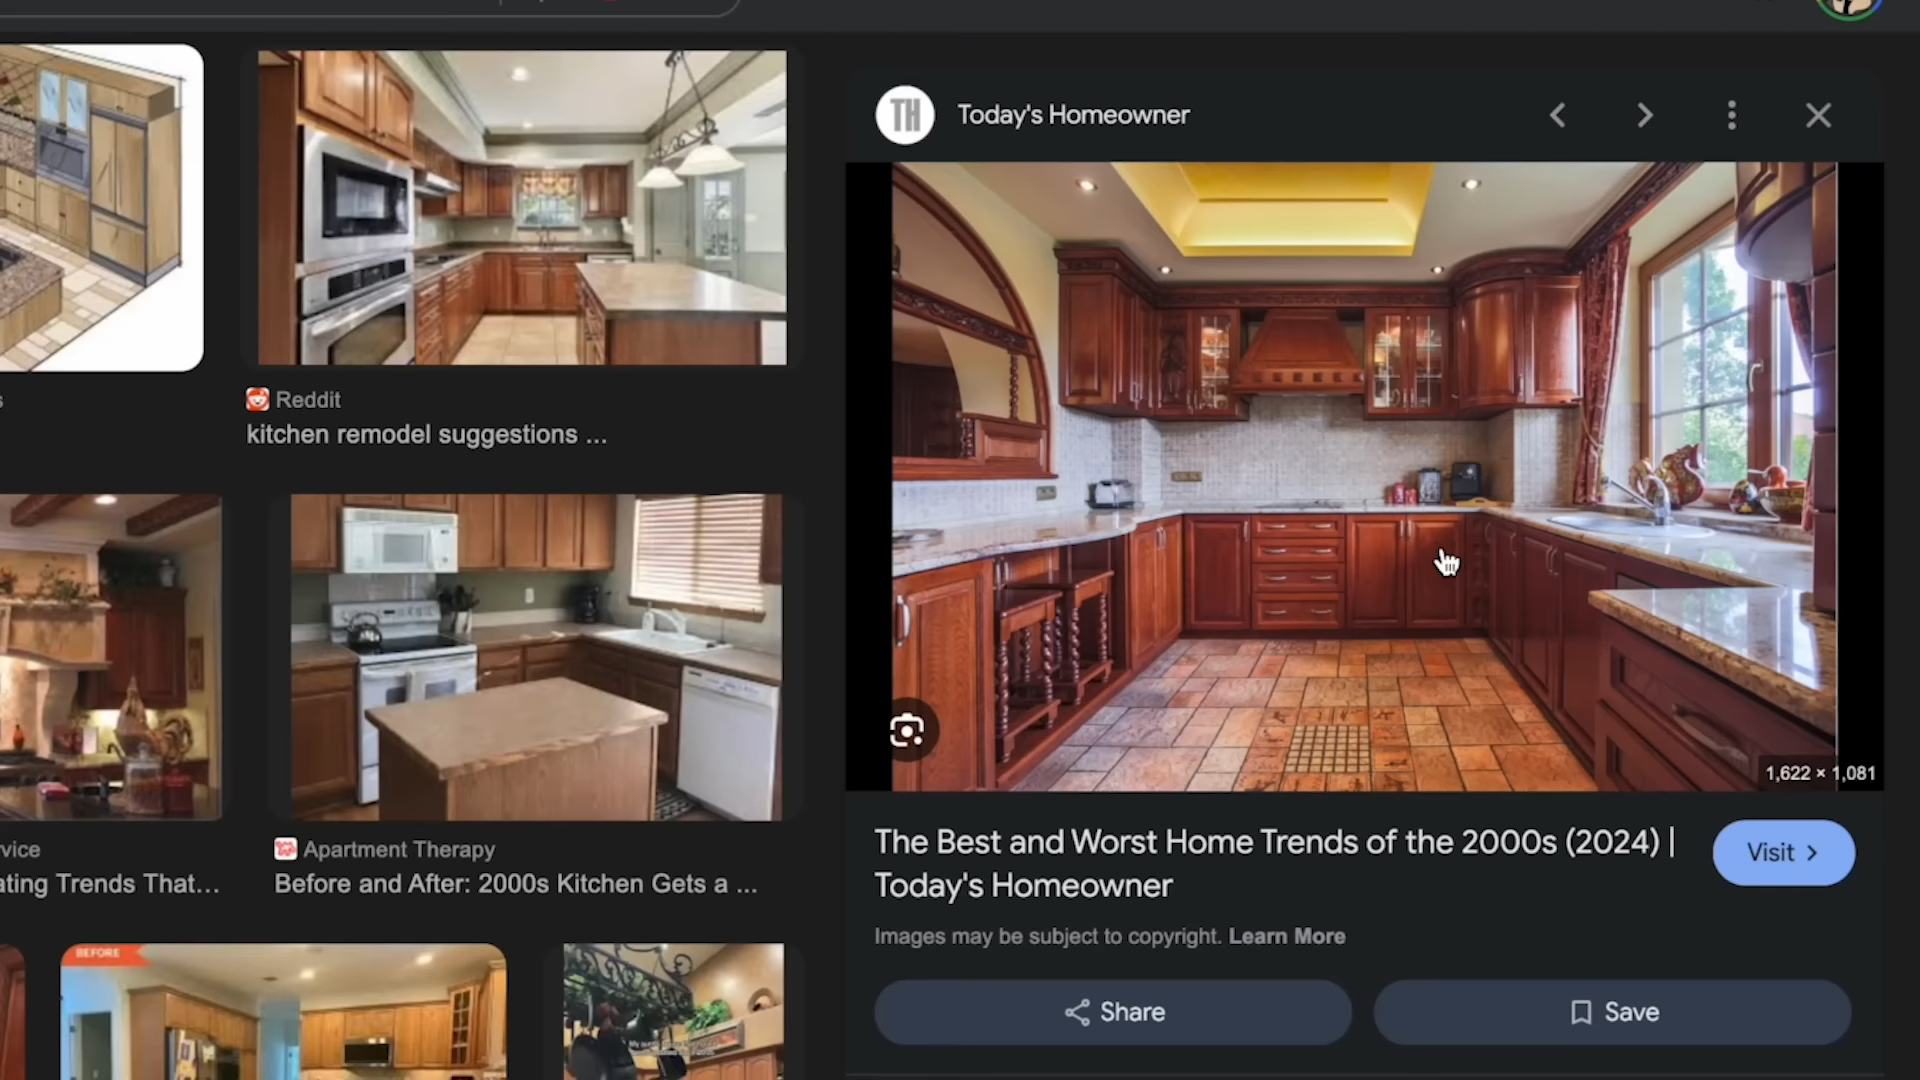 TH
Today's Homeowner
Reddit
kitchen remodel suggestions ...
1,622 × 1,081
vice
Apartment Therapy
ating Trends That...
Before and After: 2000s Kitchen Gets a ...
The Best and Worst Home Trends of the 2000s (2024) |
Today's Homeowner
Visit
Images may be subject to copyright. Learn More
BEFORE
Share
Save